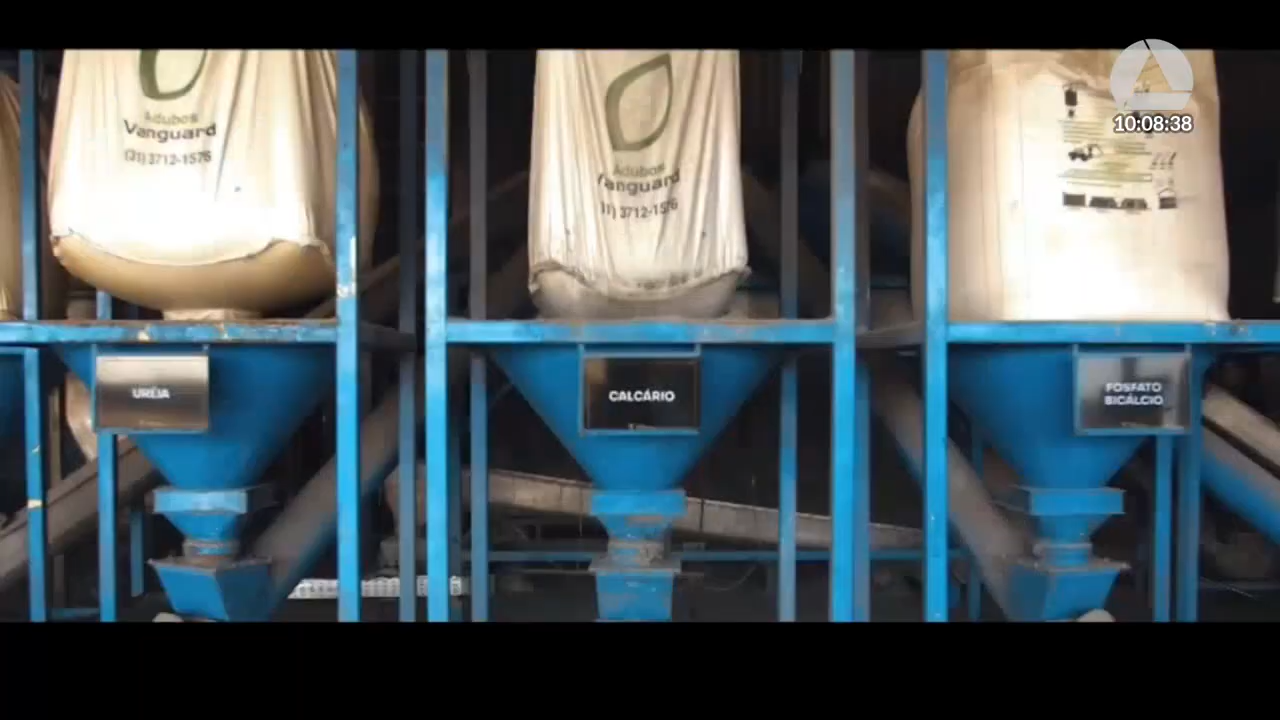 Adubos
Vanguard
(31) 3712-1576
Adubos
Vanguard
31) 3712-1576
10:08:38
URÉIA
CALCÁRIO
FOSFATO
BICÁLCIO